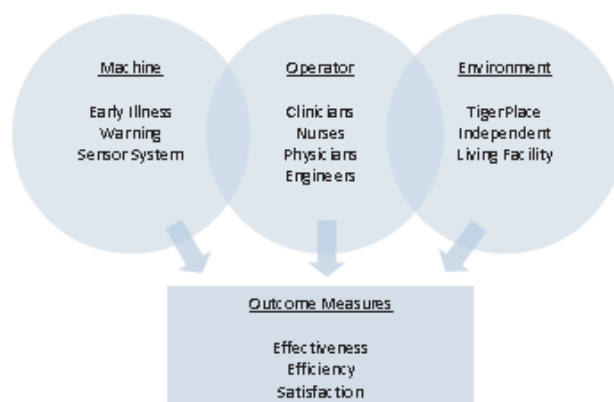 Machine
Early Illness
Warning
Sensor System
Operator
Clinicians
Nurses
Physicians
Engineers
Environment
TigerPlace
Independent
Living Facility
Outcome Measures
Effectiveness
Efficiency
Satisfaction